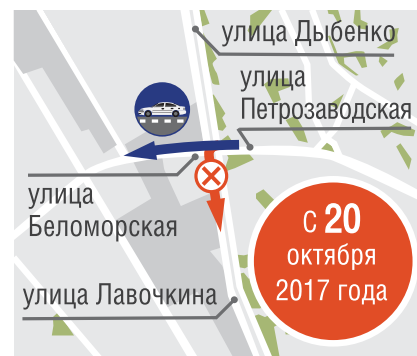 улица Дыбенко
улица
Петрозаводская
улица
Беломорская
с 20
октября
2017 года
улица Лавочкина